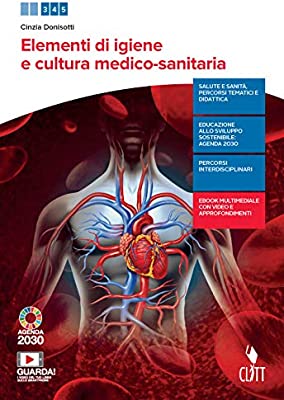 3 4 5
Cinzia Donisotti
Elementi di igiene
e cultura medico-sanitaria
SALUTE E SANITÀ,
PERCORSI TEMATICI E
DIDATTICA
EDUCAZIONE
ALLO SVILUPPO
SOSTENIBILE:
AGENDA 2030
PERCORSI
INTERDISCIPLINARI
EBOOK MULTIMEDIALE
CON VIDEO E
APPROFONDIMENTI
AGENDA
2030
GUARDA!
CLITT